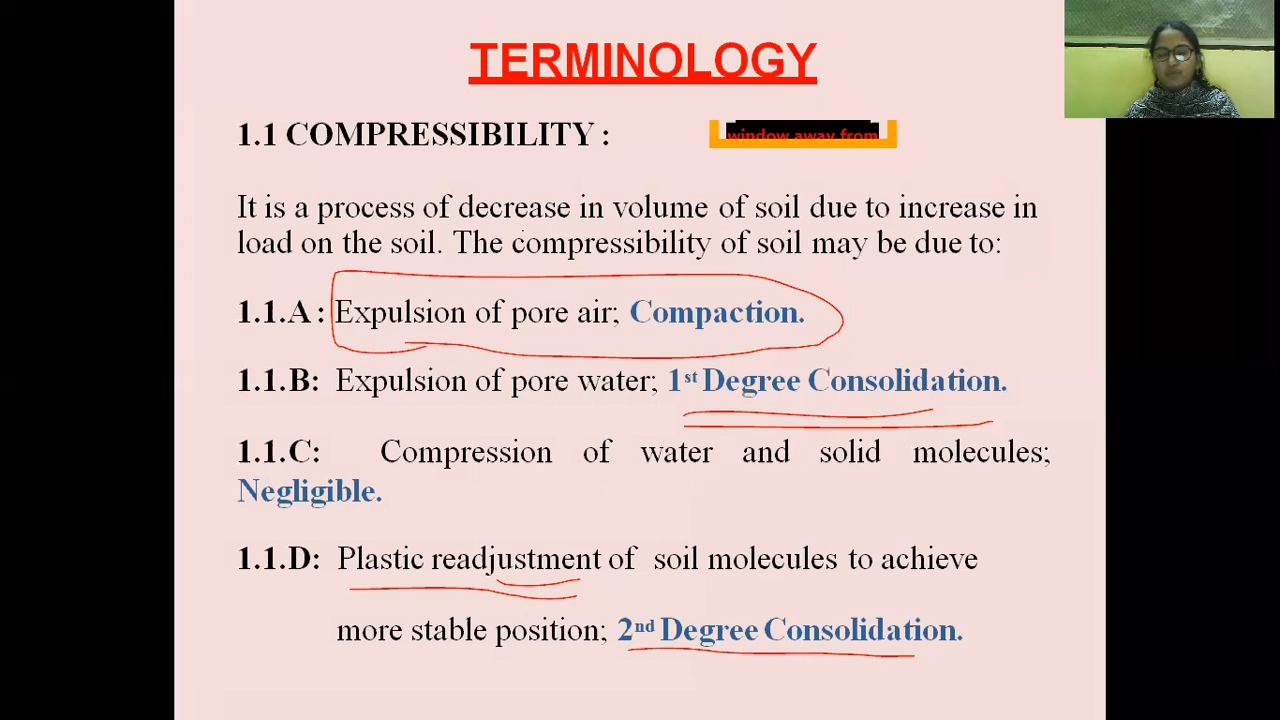 TERMINOLOGY
1.1 COMPRESSIBILITY :
window away from
It is a process of decrease in volume of soil due to increase in
load on the soil. The compressibility of soil may be due to:
1.1.A : Expulsion of pore air; Compaction.
1.1.B: Expulsion of pore water; 1st Degree Consolidation.
1.1.C: Compression of water and solid molecules;
Negligible.
1.1.D: Plastic readjustment of soil molecules to achieve
more stable position; 2nd Degree Consolidation.